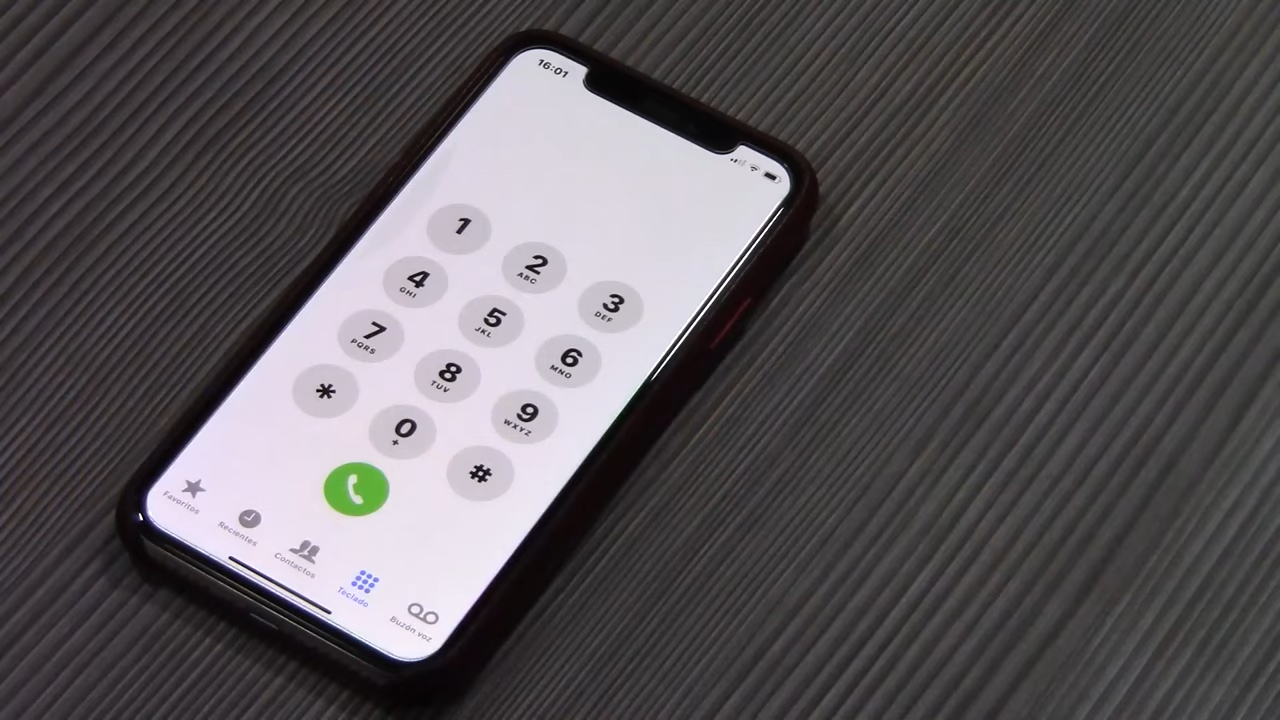 16:01
1
2
ABC
3
DEF
4
GHI
5
JKL
6
MNO
7
PQRS
8
TUV
9
WXYZ
*
0
+
#
Favoritos
Recientes
Contactos
Teclado
Buzón voz